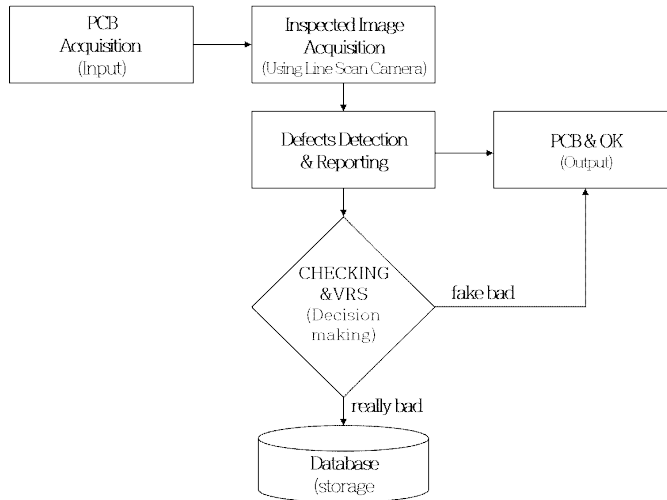 PCB
Acquisition
(Input)
Inspected Image
Acquisition
(Using Line Scan Camera)
Defects Detection
& Reporting
PCB & OK
(Output)
CHECKING
&VRS
(Decision
making)
fake bad
really bad
Database
(storage